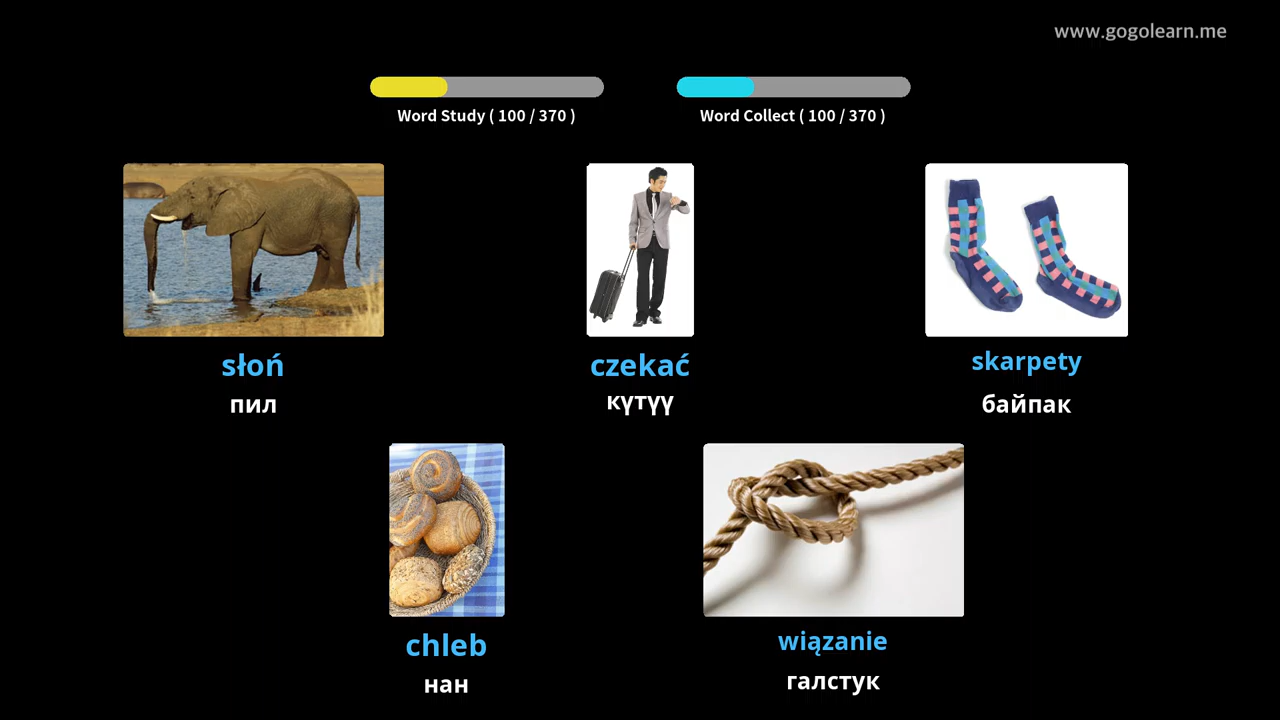 www.gogolearn.me
Word Study ( 100 / 370 )
Word Collect ( 100 / 370 )
słoń
czekać
skarpety
пил
күтүү
байпак
chleb
wiązanie
нан
галстук